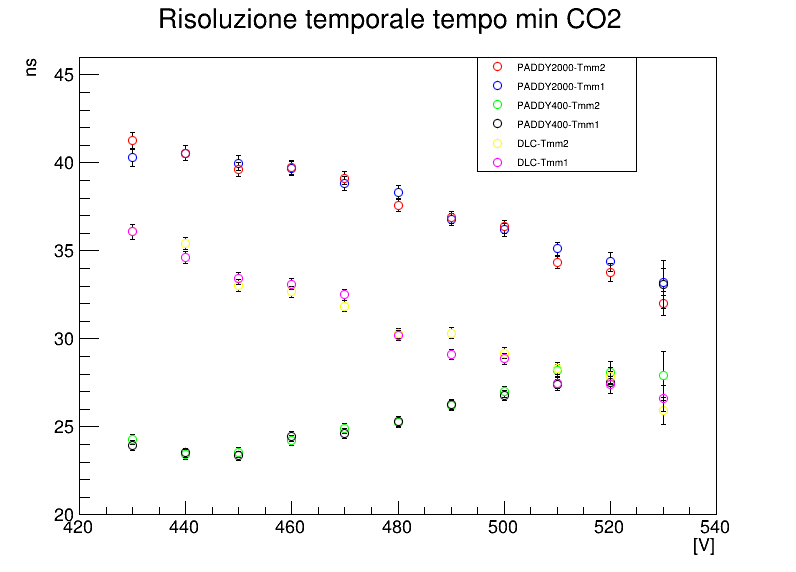 Risoluzione temporale tempo min CO2
ns
PADDY2000-Tmm2
PADDY2000-Tmm1
PADDY400-Tmm2
PADDY400-Tmm1
DLC-Tmm2
DLC-Tmm1
45
40
35
30
25
20
420 440 460 480 500 520 540
[V]